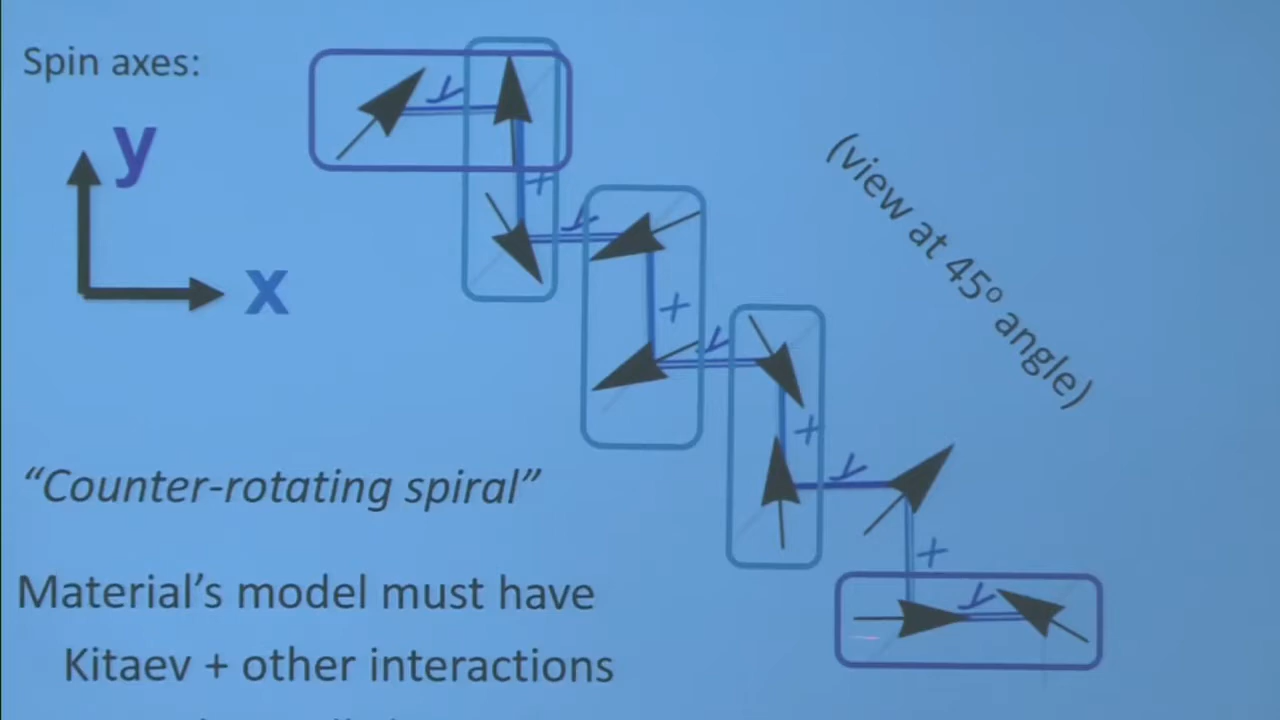 Spin axes:
y
x
y
+
y
+
y
+
y
+
y
(view at 45° angle)
“Counter-rotating spiral”
Material’s model must have
Kitaev + other interactions